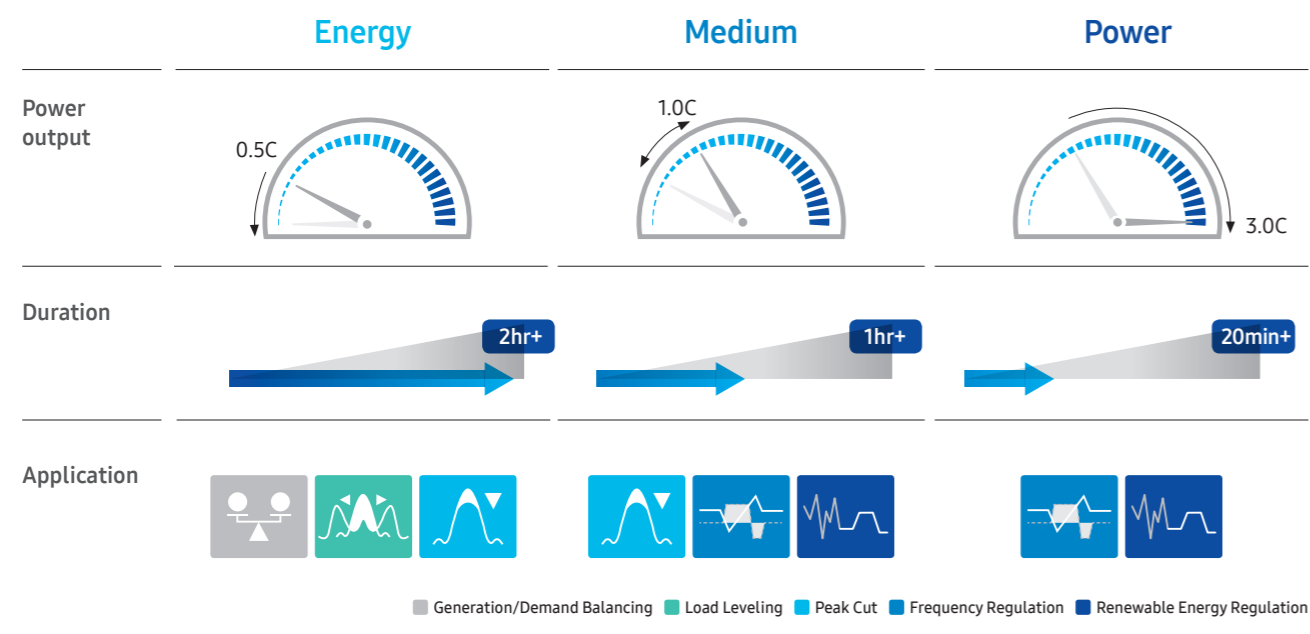 Energy
Medium
Power
Power
output
0.5C
1.0C
3.0C
Duration
2hr+
1hr+
20min+
Application
Generation/Demand Balancing
Load Leveling
Peak Cut
Frequency Regulation
Renewable Energy Regulation